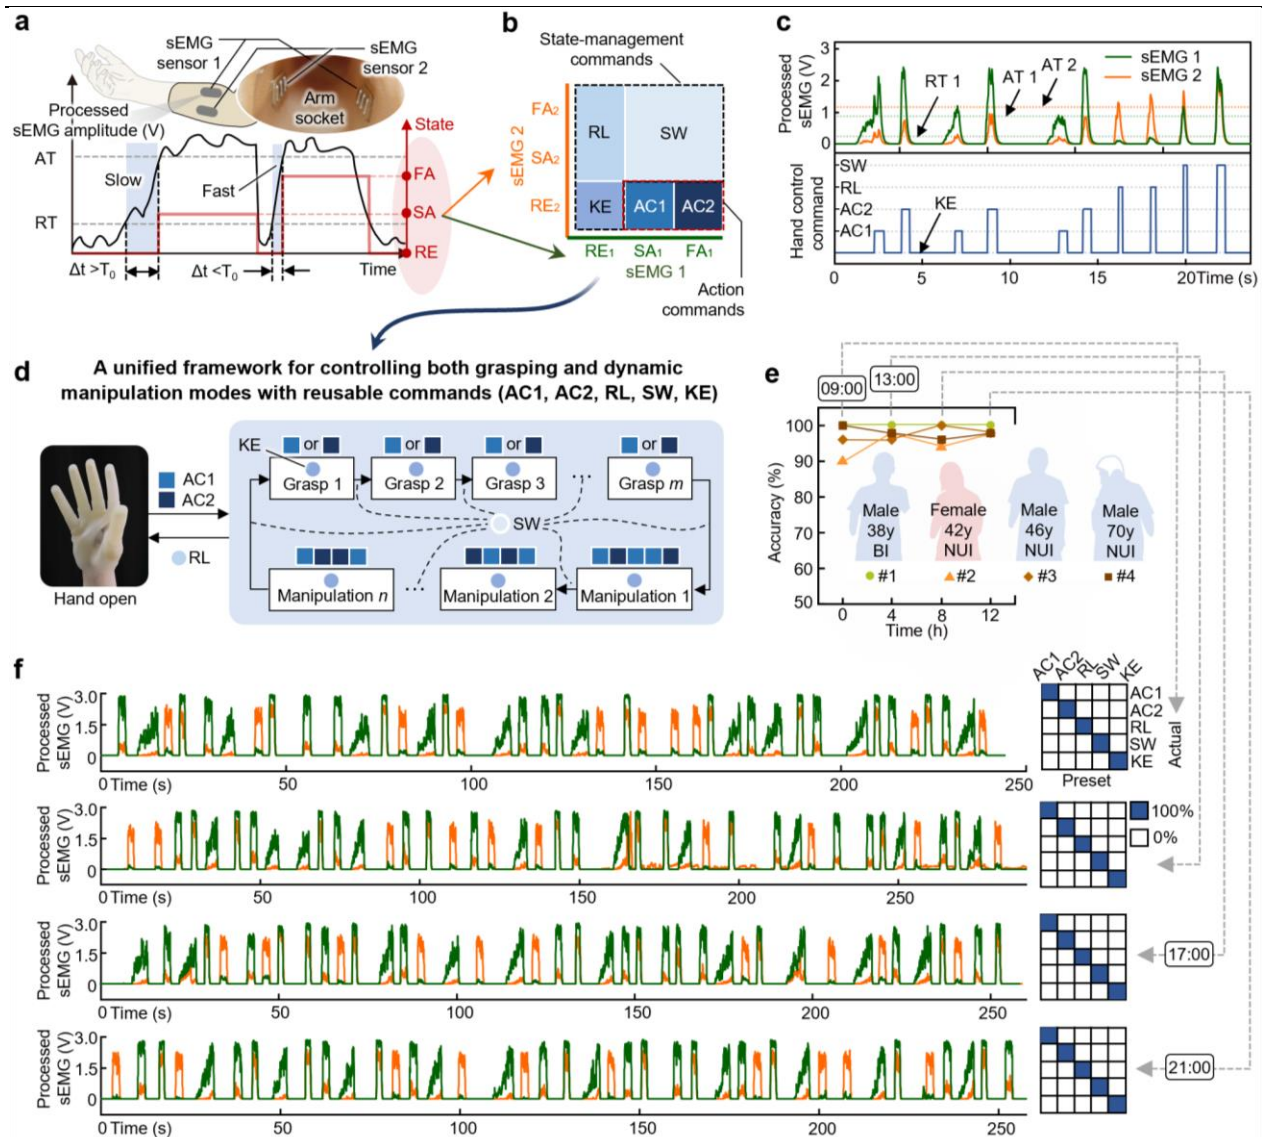 a
sEMG
sensor 1
sEMG
sensor 2
Arm
socket
Processed
sEMG amplitude (V)
State
AT
Slow
Fast
FA
RT
SA
RE
Δt >T₀
Δt <T₀
Time
b
State-management
commands
sEMG 2
FA₂
SA₂
RE₂
RL
SW
KE
AC1
AC2
RE₁
SA₁
FA₁
sEMG 1
Action
commands
c
Processed
sEMG (V)
3
2
1
0
RT 1
AT 1
AT 2
sEMG 1
sEMG 2
Hand control
command
SW
RL
AC2
AC1
KE
0
5
10
15
20
Time (s)
d
A unified framework for controlling both grasping and dynamic
manipulation modes with reusable commands (AC1, AC2, RL, SW, KE)
Hand open
AC1
AC2
RL
KE
or
or
or
or
Grasp 1
Grasp 2
Grasp 3
...
Grasp m
SW
Manipulation n
...
Manipulation 2
Manipulation 1
e
09:00
13:00
Accuracy (%)
100
90
80
70
60
50
Male
38y
BI
Female
42y
NUI
Male
46y
NUI
Male
70y
NUI
#1
#2
#3
#4
0
4
8
12
Time (h)
f
Processed
sEMG (V)
3.0
1.5
0
0 Time (s)
50
100
150
200
250
AC1
AC2
RL
SW
KE
AC1
AC2
RL
SW
KE
Actual
Preset
Processed
sEMG (V)
3.0
1.5
0
0 Time (s)
50
100
150
200
250
100%
0%
Processed
sEMG (V)
3.0
1.5
0
0 Time (s)
50
100
150
200
250
17:00
Processed
sEMG (V)
3.0
1.5
0
0 Time (s)
50
100
150
200
250
21:00